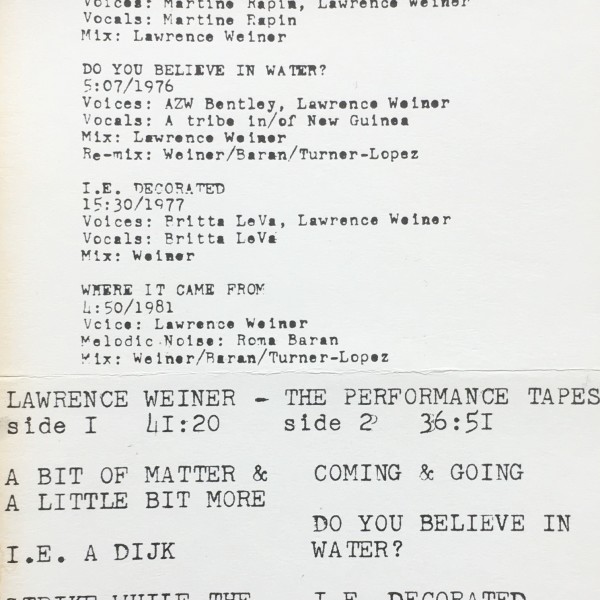 Voices: Martine Rapin, Lawrence Weiner
Vocals: Martine Rapin
Mix: Lawrence Weiner
DO YOU BELIEVE IN WATER?
5:07/1976
Voices: AZW Bentley, Lawrence Weiner
Vocals: A tribe in/of New Guinea
Mix: Lawrence Weiner
Re-mix: Weiner/Baran/Turner-Lopez
I.E. DECORATED
15:30/1977
Voices: Britta LeVa, Lawrence Weiner
Vocals: Britta LeVa
Mix: Weiner
WHERE IT CAME FROM
4:50/1981
Voice: Lawrence Weiner
Melodic Noise: Roma Baran
Mix: Weiner/Baran/Turner-Lopez
LAWRENCE WEINER - THE PERFORMANCE TAPES
side I 41:20 side 2 36:51
A BIT OF MATTER &
A LITTLE BIT MORE
I.E. A DIJK
STRIKE WHILE THE
COMING & GOING
DO YOU BELIEVE IN
WATER?
I.E. DECORATED